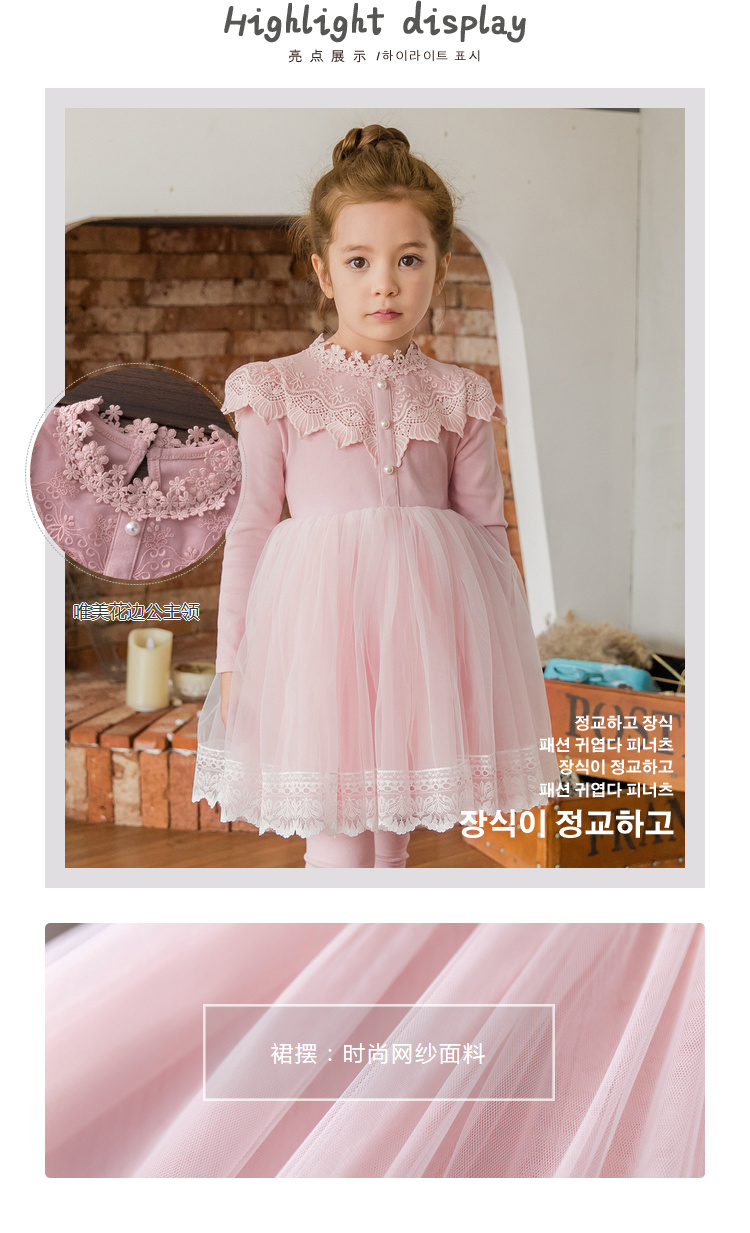 Highlight display
亮点展示 /하이라이트 표시
唯美花边公主领
POST
정교하고 장식
패션 귀엽다 피너츠
장식이 정교하고
패션 귀엽다 피너츠
장식이 정교하고
裙摆：时尚网纱面料